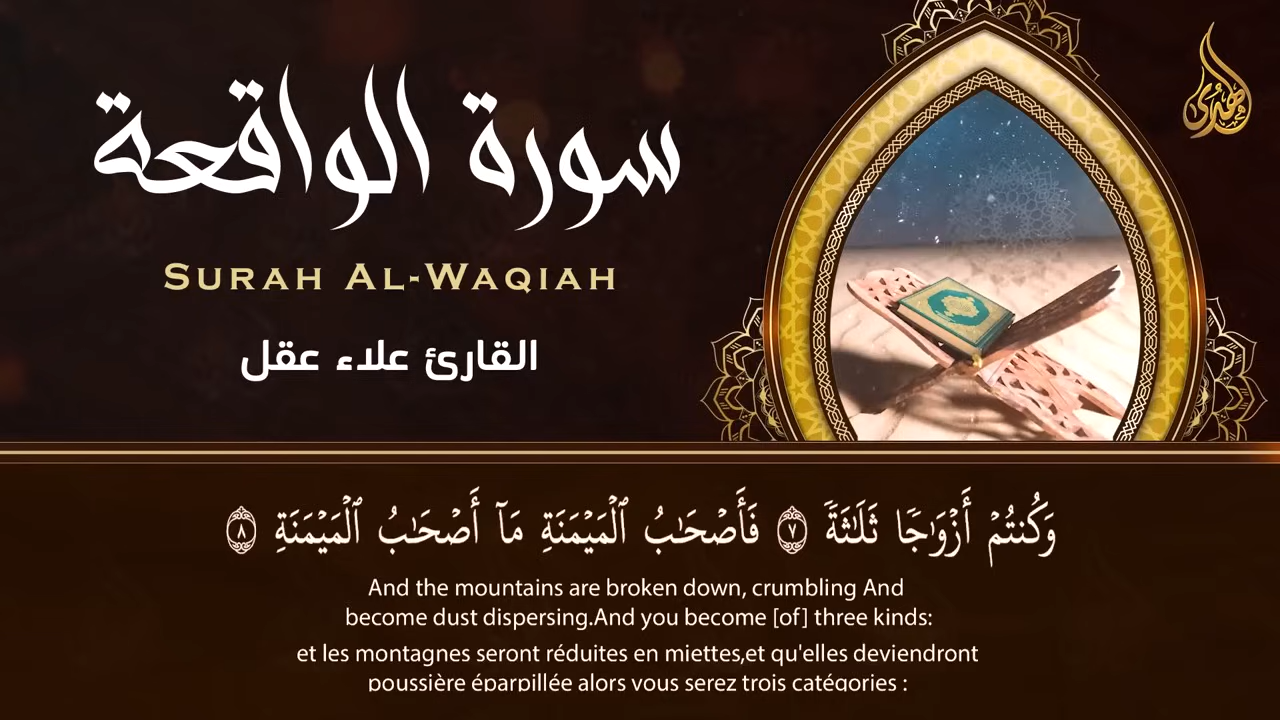 سورة الواقعة
SURAH AL-WAQIAH
القارئ علاء عقل
هدى
وَكُنتُمْ أَزْوَٰجًا ثَلَٰثَةً ٧ فَأَصْحَٰبُ ٱلْمَيْمَنَةِ مَآ أَصْحَٰبُ ٱلْمَيْمَنَةِ ٨
And the mountains are broken down, crumbling And
become dust dispersing.And you become [of] three kinds:
et les montagnes seront réduites en miettes,et qu'elles deviendront
poussière éparpillée alors vous serez trois catégories :